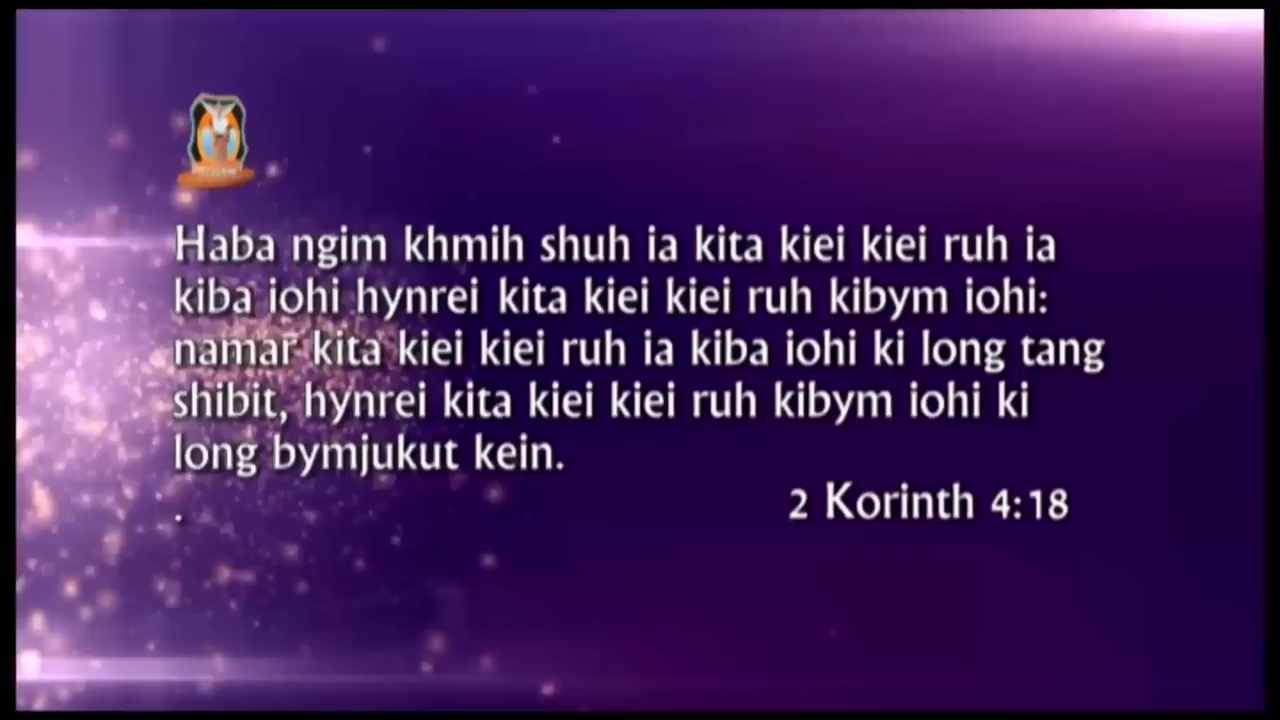 Haba ngim khmih shuh ia kita kiei kiei ruh ia
kiba iohi hynrei kita kiei kiei ruh kibym iohi:
namar kita kiei kiei ruh ia kiba iohi ki long tang
shibit, hynrei kita kiei kiei ruh kibym iohi ki
long bymjukut kein.
2 Korinth 4:18
.